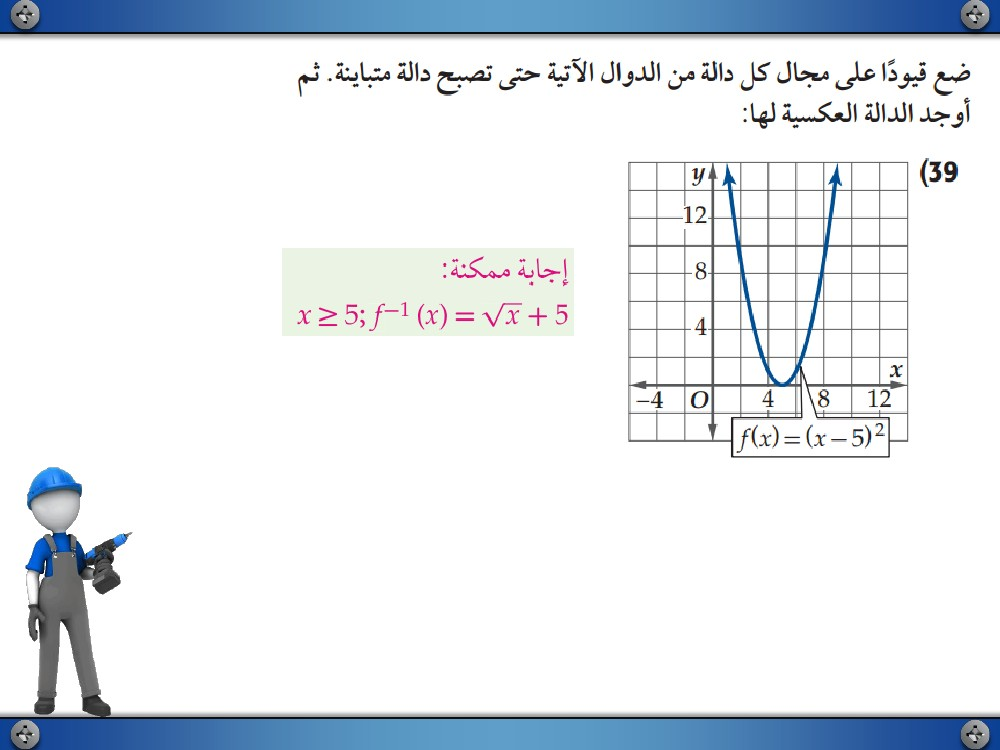 ضع قيودًا على مجال كل دالة من الدوال الآتية حتى تصبح دالة متباينة. ثم
أوجد الدالة العكسية لها:
(39
y
12
8
4
x
−4 O 4 8 12
f(x) = (x − 5)²
إجابة ممكنة:
x ≥ 5; f⁻¹ (x) = √x + 5